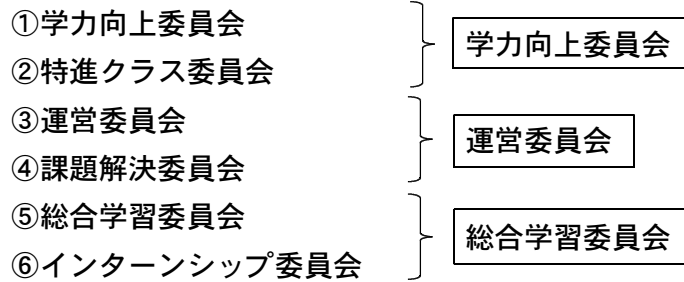 ①学力向上委員会
②特進クラス委員会
学力向上委員会
③運営委員会
④課題解決委員会
運営委員会
⑤総合学習委員会
⑥インターンシップ委員会
総合学習委員会